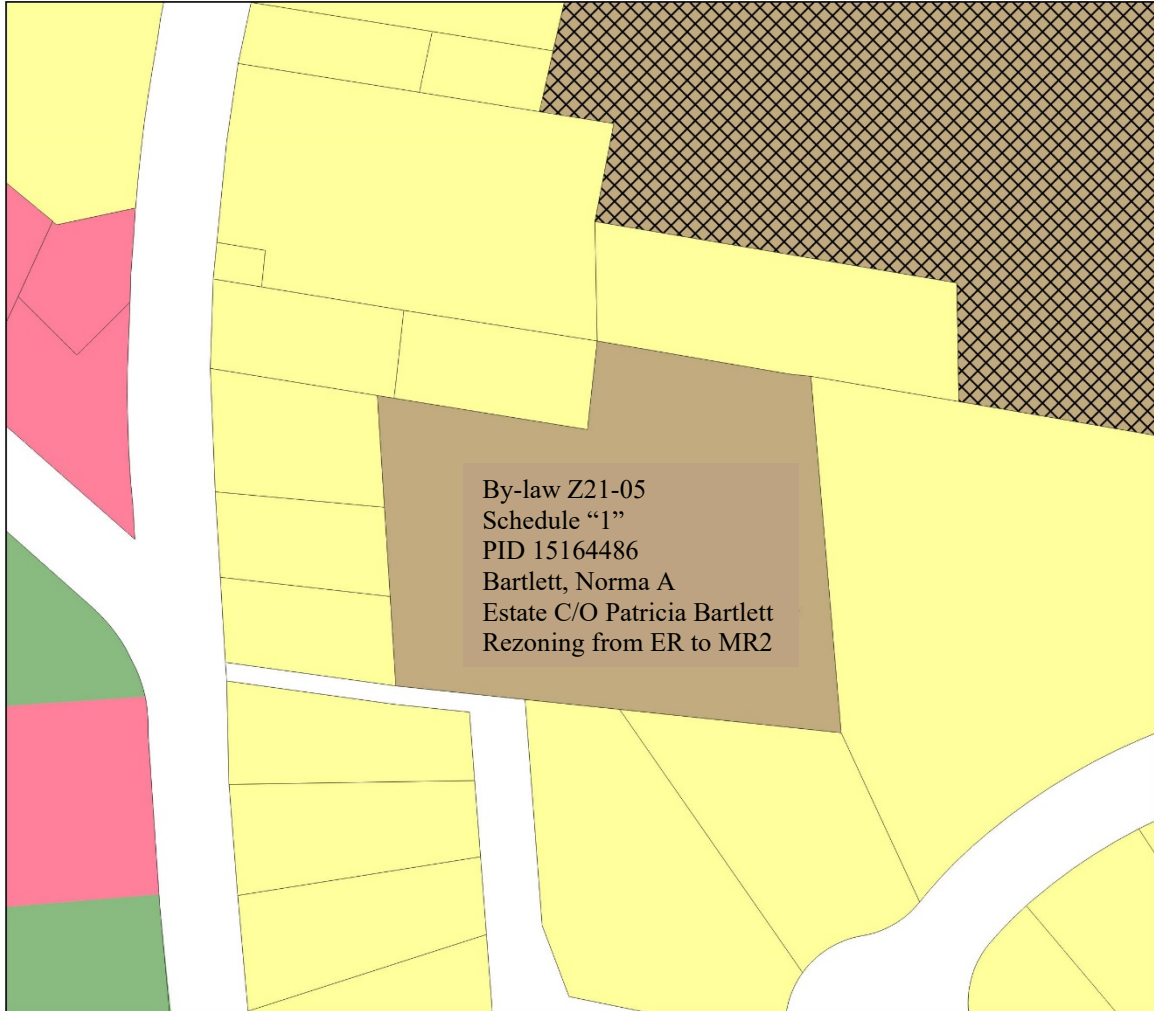 By-law Z21-05
Schedule “1”
PID 15164486
Bartlett, Norma A
Estate C/O Patricia Bartlett
Rezoning from ER to MR2